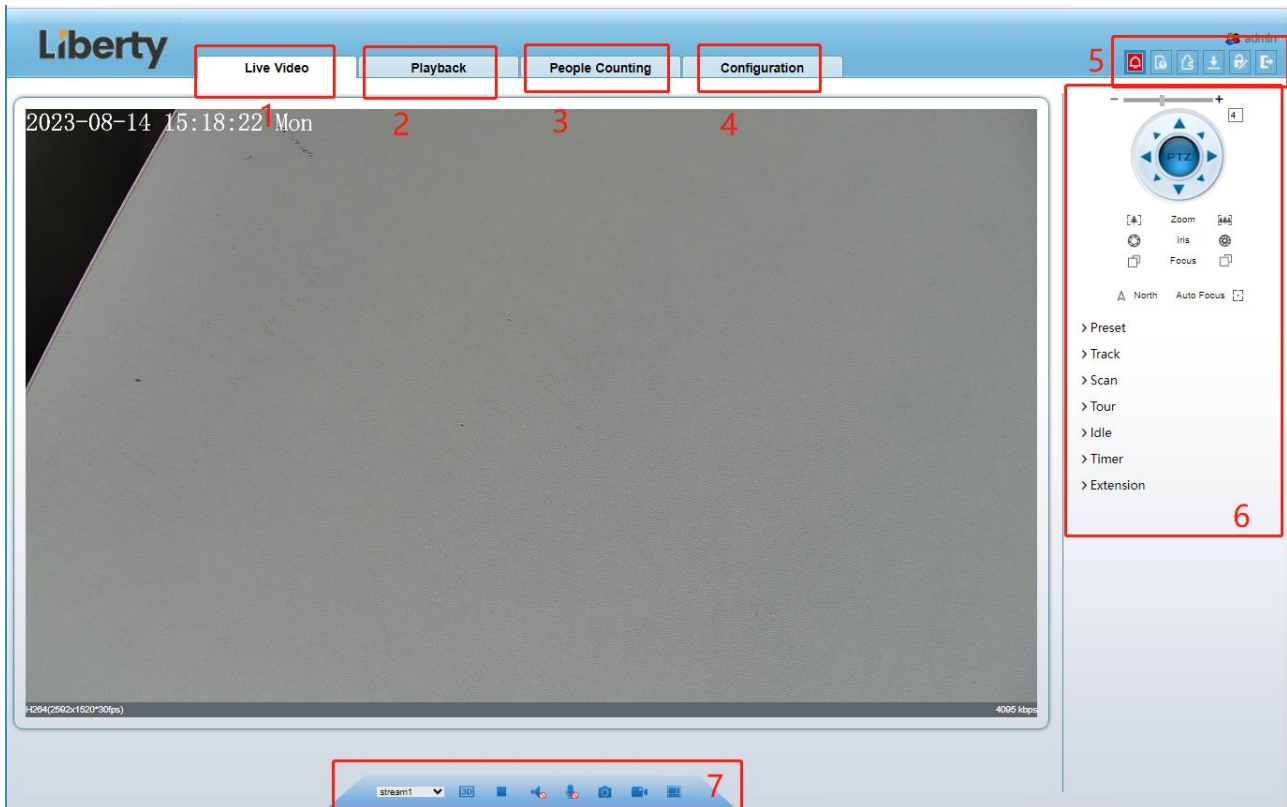 Liberty
admin
Live Video
Playback
People Counting
Configuration
5
1
2
3
4
2023-08-14 15:18:22 Mon
4
PTZ
Zoom
Iris
Focus
North Auto Focus
> Preset
> Track
> Scan
> Tour
> Idle
> Timer
> Extension
6
H264(2592x1520*30fps)
4095 kbps
stream1
3D
7